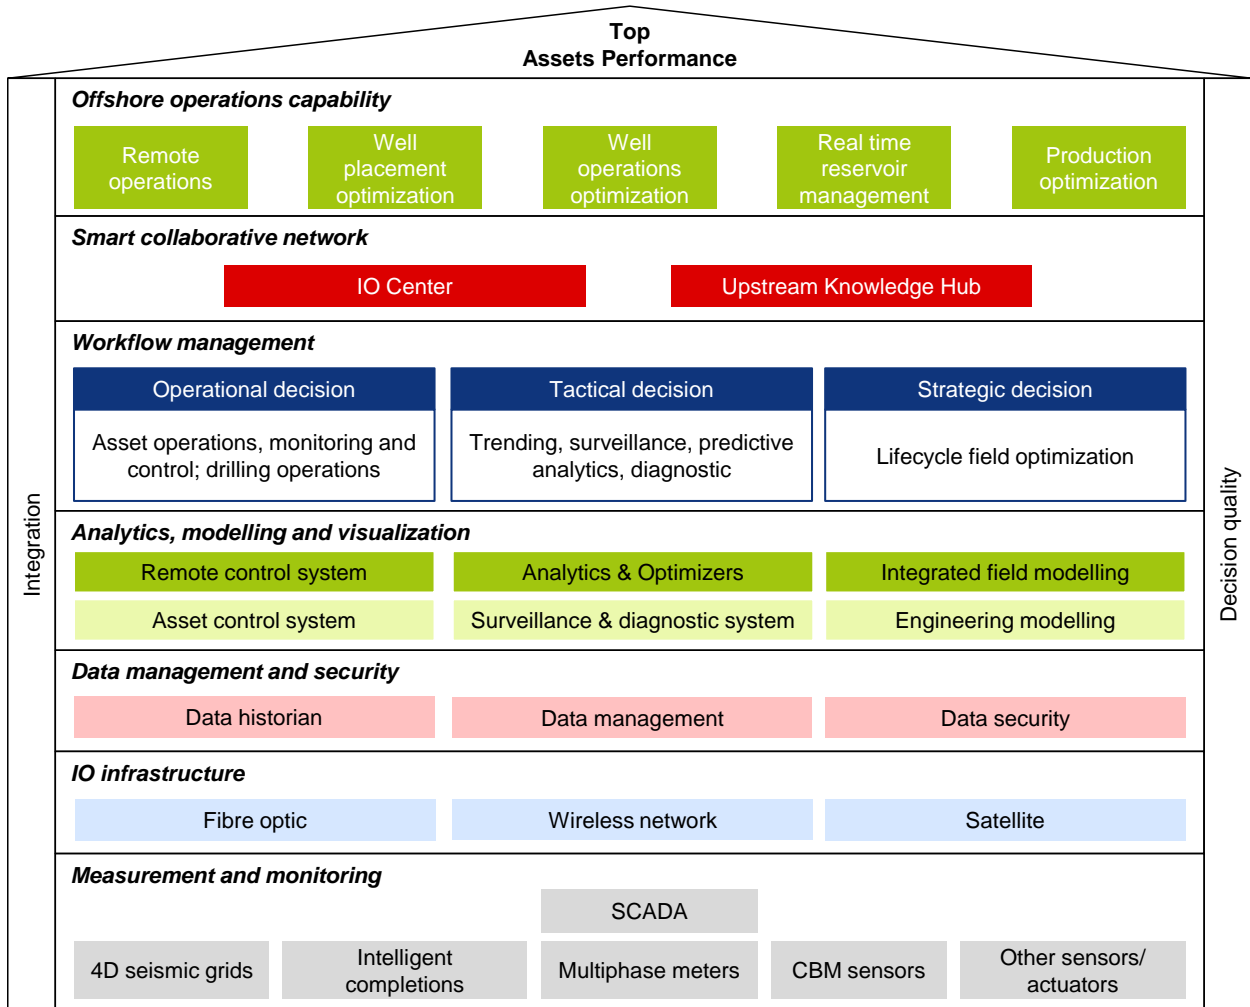 Top
Assets Performance
Offshore operations capability
Remote
operations
Well
placement
optimization
Well
operations
optimization
Real time
reservoir
management
Production
optimization
Smart collaborative network
IO Center
Upstream Knowledge Hub
Workflow management
Operational decision
Tactical decision
Strategic decision
Asset operations, monitoring and
control; drilling operations
Trending, surveillance, predictive
analytics, diagnostic
Lifecycle field optimization
Integration
Decision quality
Analytics, modelling and visualization
Remote control system
Analytics & Optimizers
Integrated field modelling
Asset control system
Surveillance & diagnostic system
Engineering modelling
Data management and security
Data historian
Data management
Data security
IO infrastructure
Fibre optic
Wireless network
Satellite
Measurement and monitoring
SCADA
4D seismic grids
Intelligent
completions
Multiphase meters
CBM sensors
Other sensors/
actuators